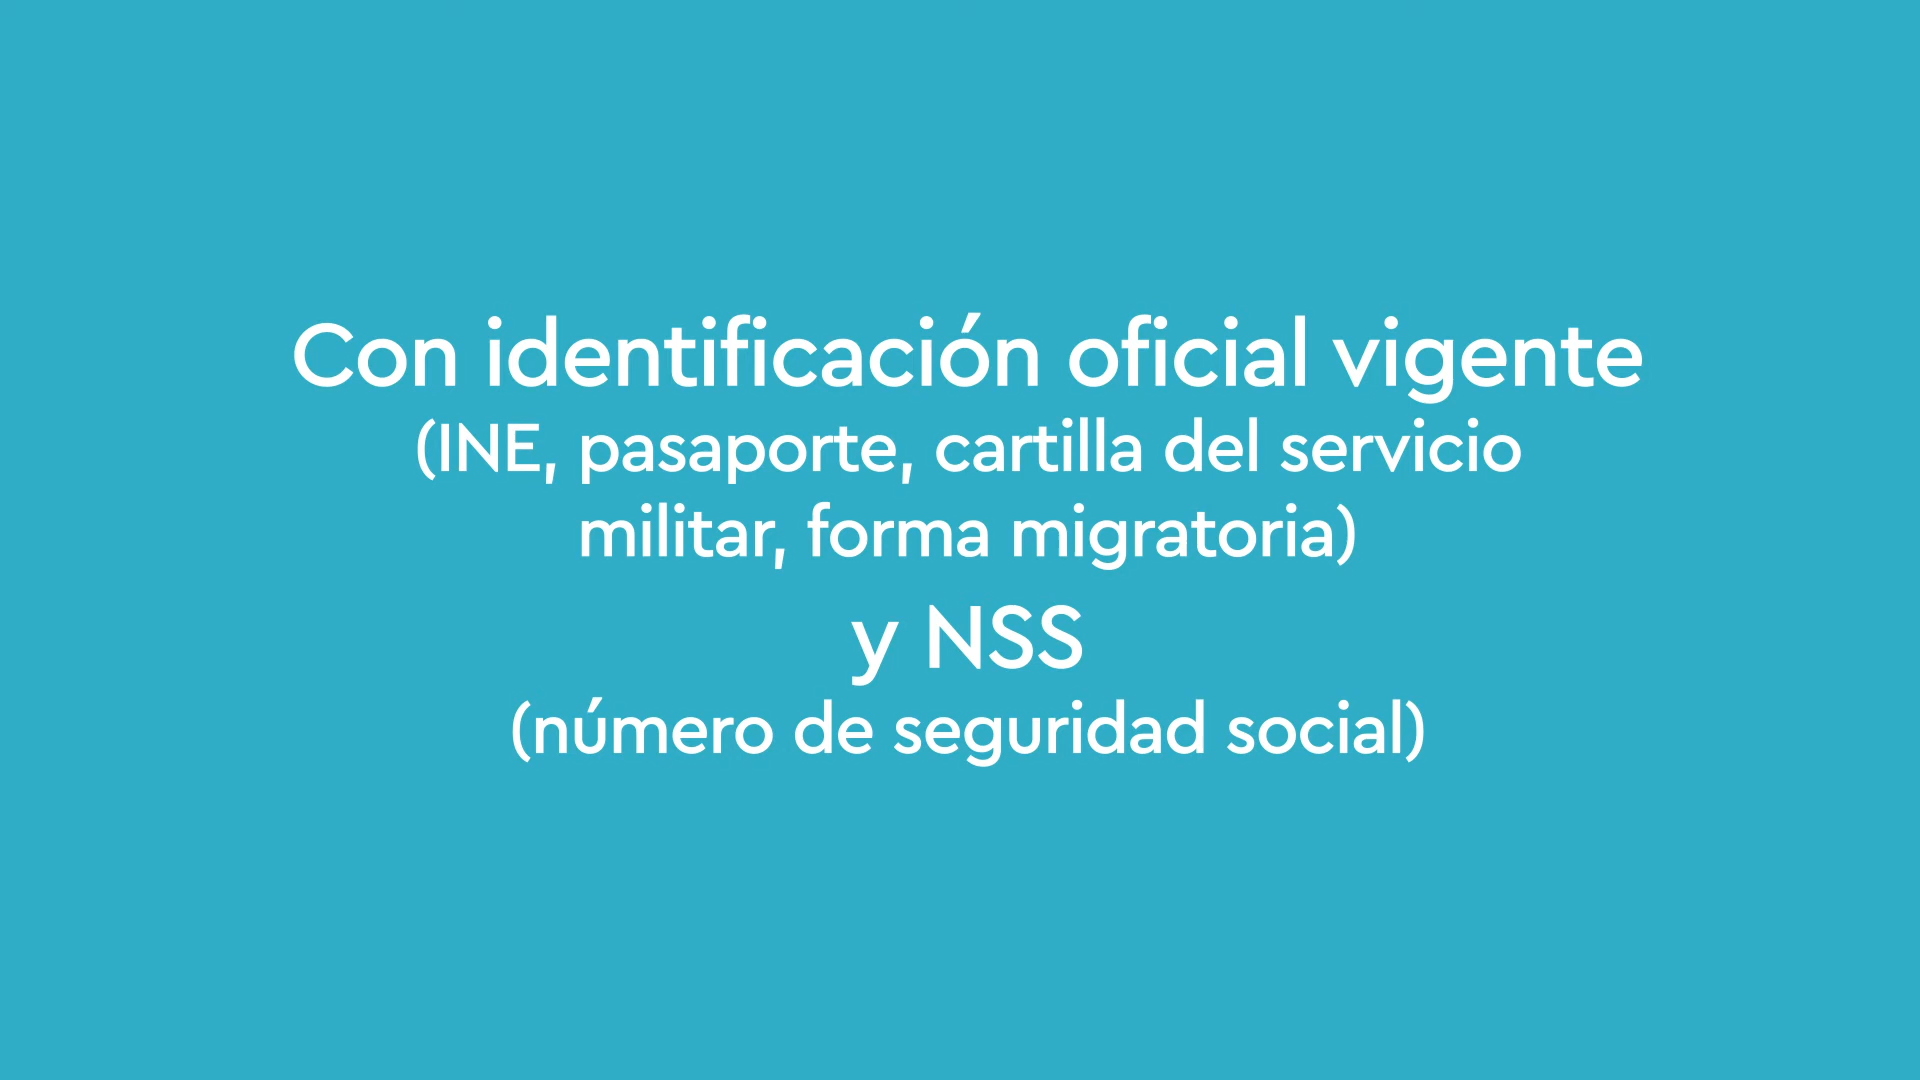 Con identificación oficial vigente
(INE, pasaporte, cartilla del servicio
militar, forma migratoria)
y NSS
(número de seguridad social)